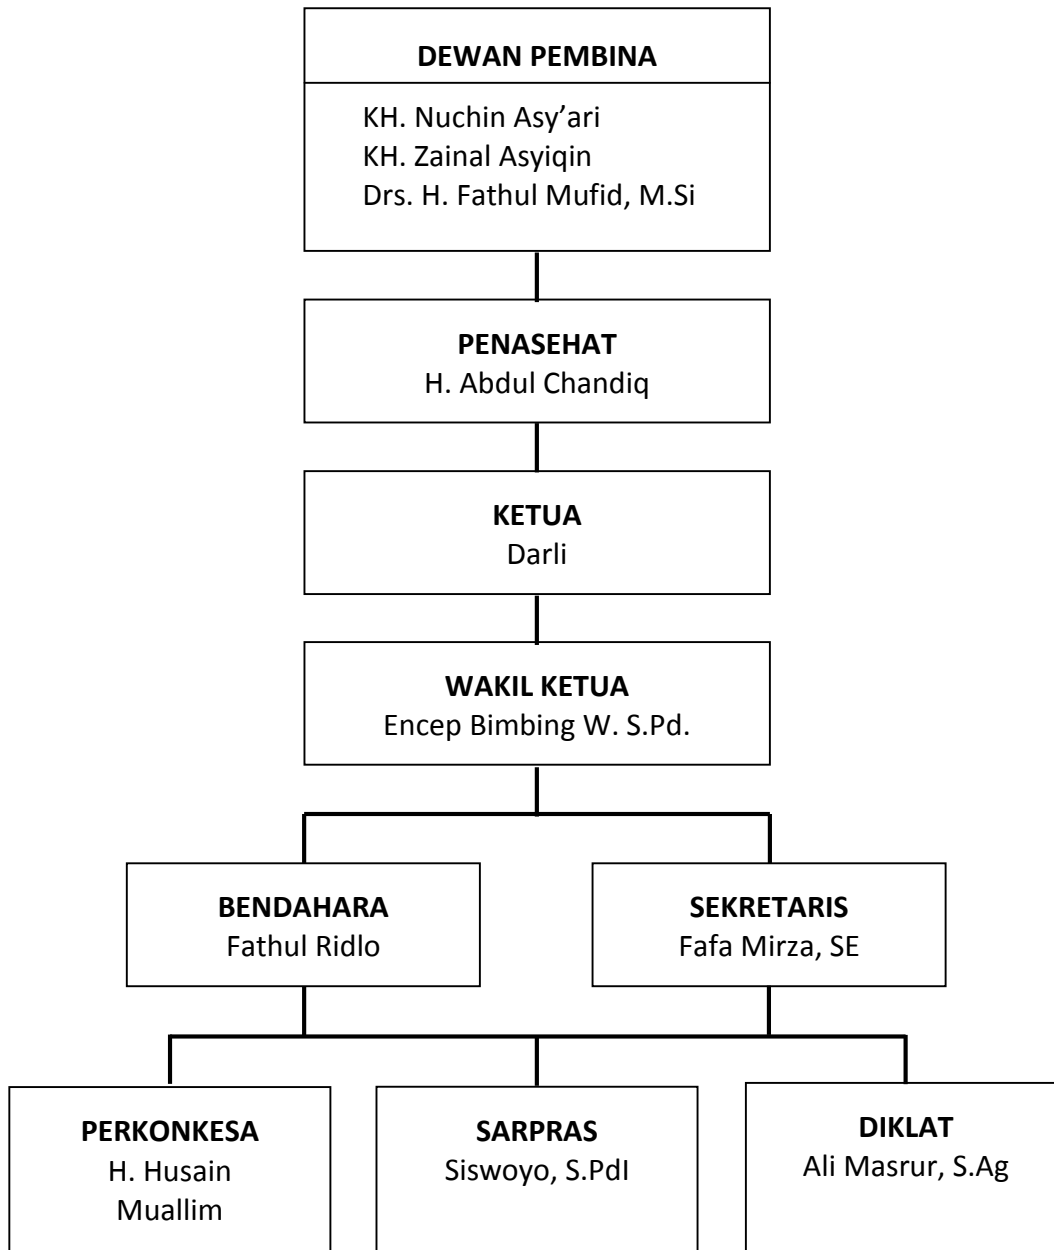 DEWAN PEMBINA
KH. Nuchin Asy’ari
KH. Zainal Asyiqin
Drs. H. Fathul Mufid, M.Si
PENASEHAT
H. Abdul Chandiq
KETUA
Darli
WAKIL KETUA
Encep Bimbing W. S.Pd.
BENDAHARA
Fathul Ridlo
SEKRETARIS
Fafa Mirza, SE
PERKONKESA
H. Husain
Muallim
SARPRAS
Siswoyo, S.PdI
DIKLAT
Ali Masrur, S.Ag